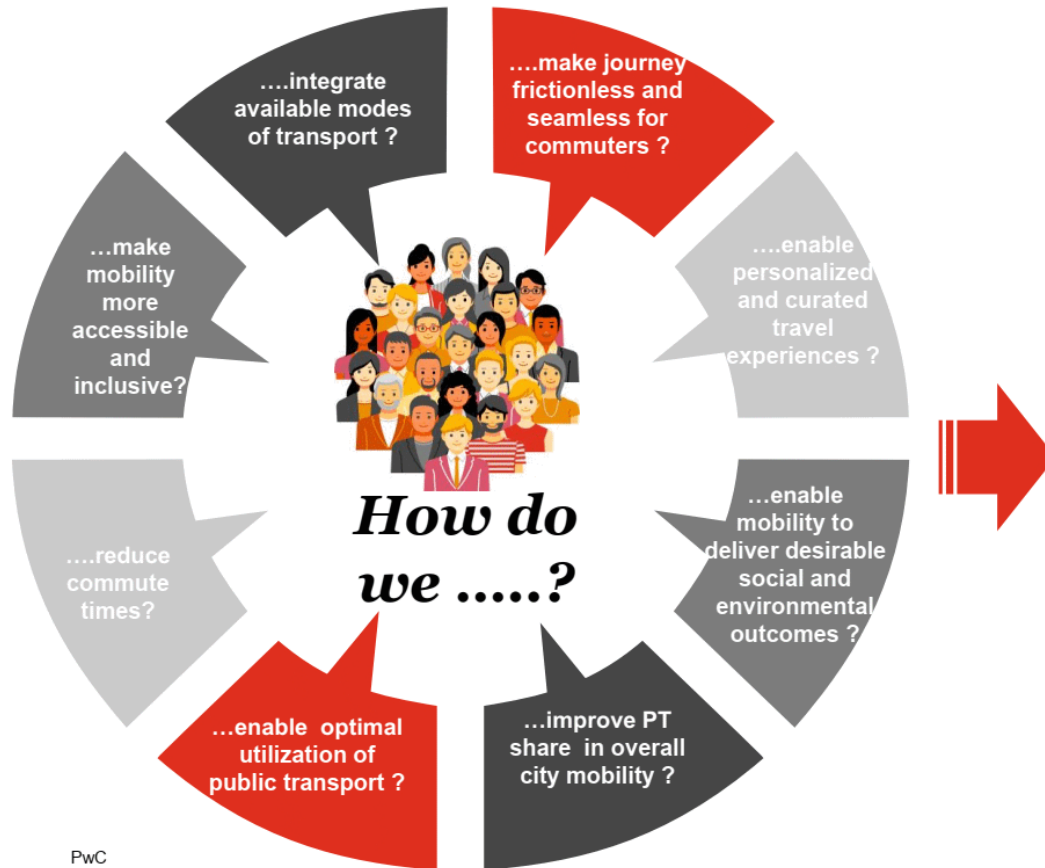 ….integrate
available modes
of transport ?
….make journey
frictionless and
seamless for
commuters ?
….enable
personalized
and curated
travel
experiences ?
…enable
mobility to
deliver desirable
social and
environmental
outcomes ?
…improve PT
share in overall
city mobility ?
…enable optimal
utilization of
public transport ?
….reduce
commute
times?
…make
mobility
more
accessible
and
inclusive?
How do
we .....?
PwC